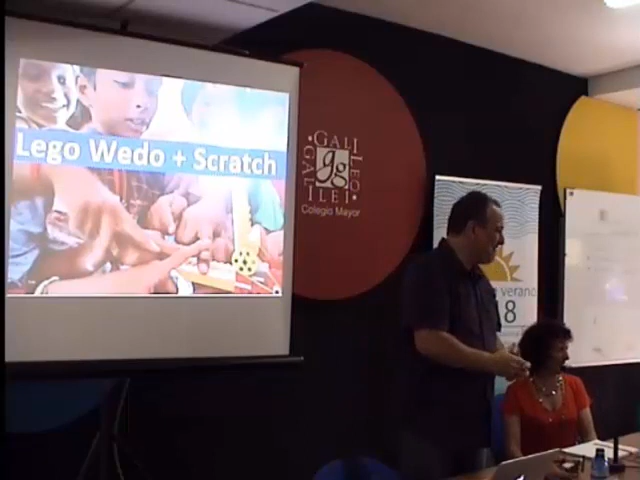 Lego Wedo + Scratch
GALILEO
GALILEI
gg
Colegio Mayor
verano
8